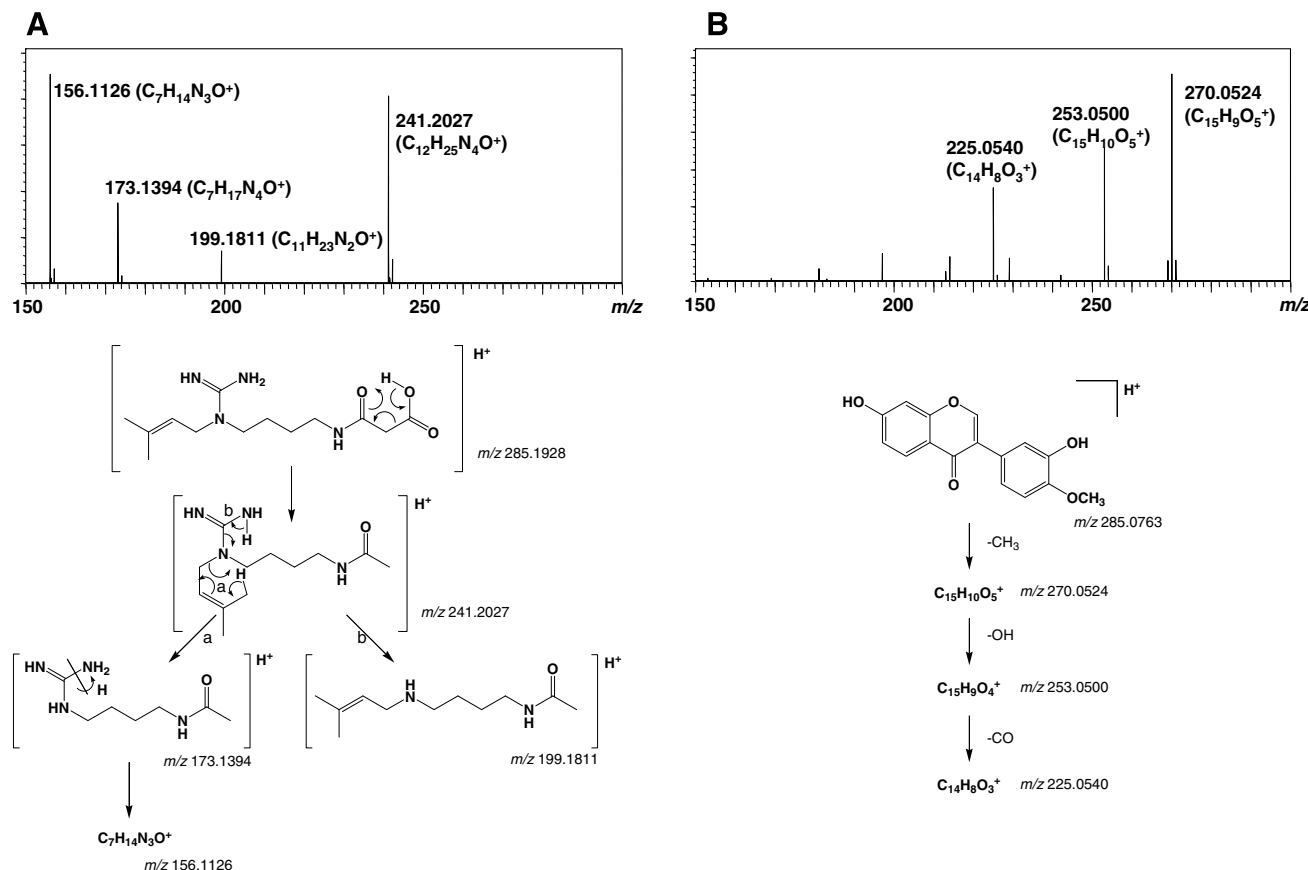 A
156.1126 (C₇H₁₄N₃O⁺)
241.2027
(C₁₂H₂₅N₄O⁺)
173.1394 (C₇H₁₇N₄O⁺)
199.1811 (C₁₁H₂₃N₂O⁺)
150 200 250 m/z
H⁺
HN NH₂
H
O O
N
N
H
O
m/z 285.1928
H⁺
b
HN NH
H
O
N
H
N
H
a
m/z 241.2027
a b
H⁺
HN NH₂
H
O
HN
N
H
m/z 173.1394
H⁺
O
H
N
N
H
m/z 199.1811
C₇H₁₄N₃O⁺
m/z 156.1126
B
270.0524
(C₁₅H₉O₅⁺)
253.0500
(C₁₅H₁₀O₅⁺)
225.0540
(C₁₄H₈O₃⁺)
150 200 250 m/z
H⁺
HO O
OH
O
OCH₃
m/z 285.0763
-CH₃
C₁₅H₁₀O₅⁺ m/z 270.0524
-OH
C₁₅H₉O₄⁺ m/z 253.0500
-CO
C₁₄H₈O₃⁺ m/z 225.0540